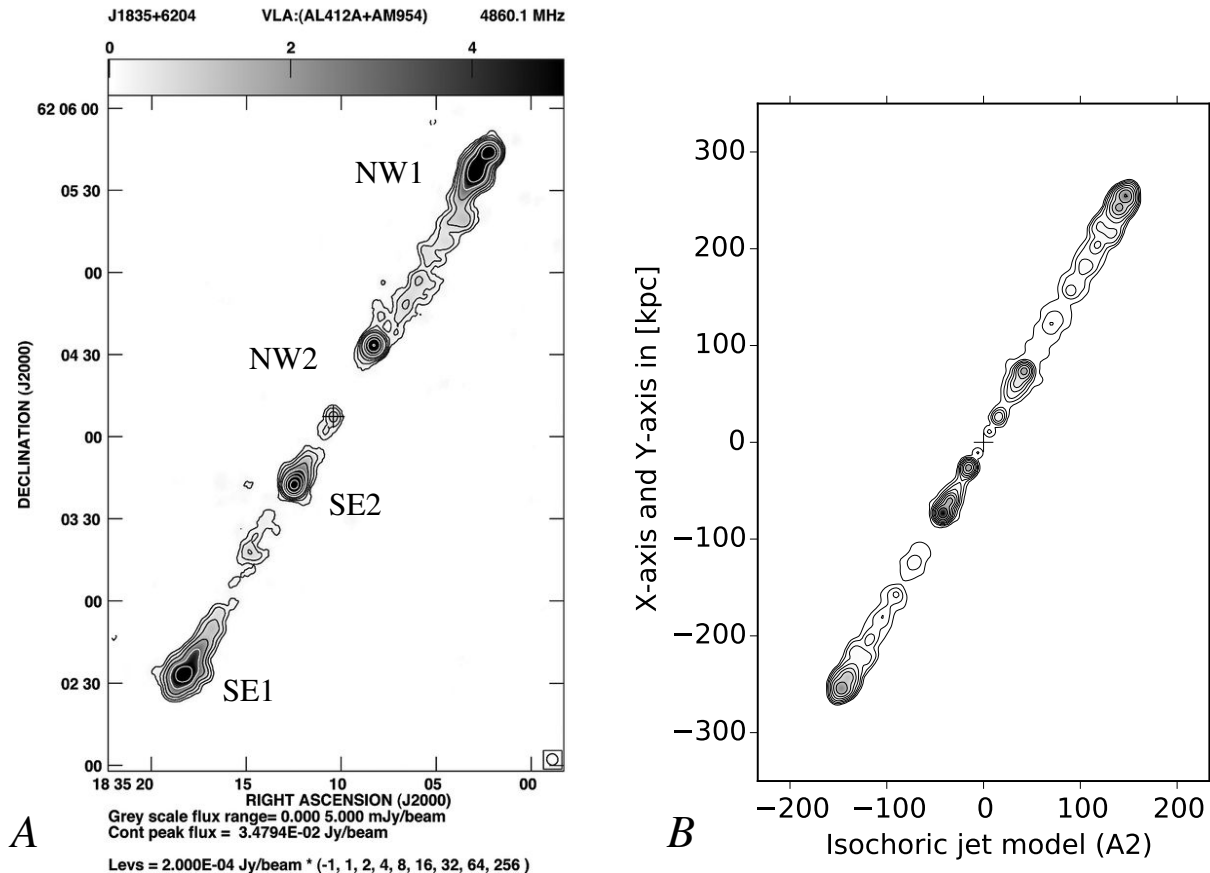 J1835+6204 VLA:(AL412A+AM954) 4860.1 MHz
0 2 4
62 06 00
05 30
00
04 30
00
03 30
00
02 30
00
DECLINATION (J2000)
NW1
NW2
SE2
SE1
18 35 20 15 10 05 00
RIGHT ASCENSION (J2000)
Grey scale flux range= 0.000 5.000 mJy/beam
Cont peak flux = 3.4794E-02 Jy/beam
Levs = 2.000E-04 Jy/beam * (-1, 1, 2, 4, 8, 16, 32, 64, 256 )
A
300
200
100
0
−100
−200
−300
X-axis and Y-axis in [kpc]
−200 −100 0 100 200
Isochoric jet model (A2)
B